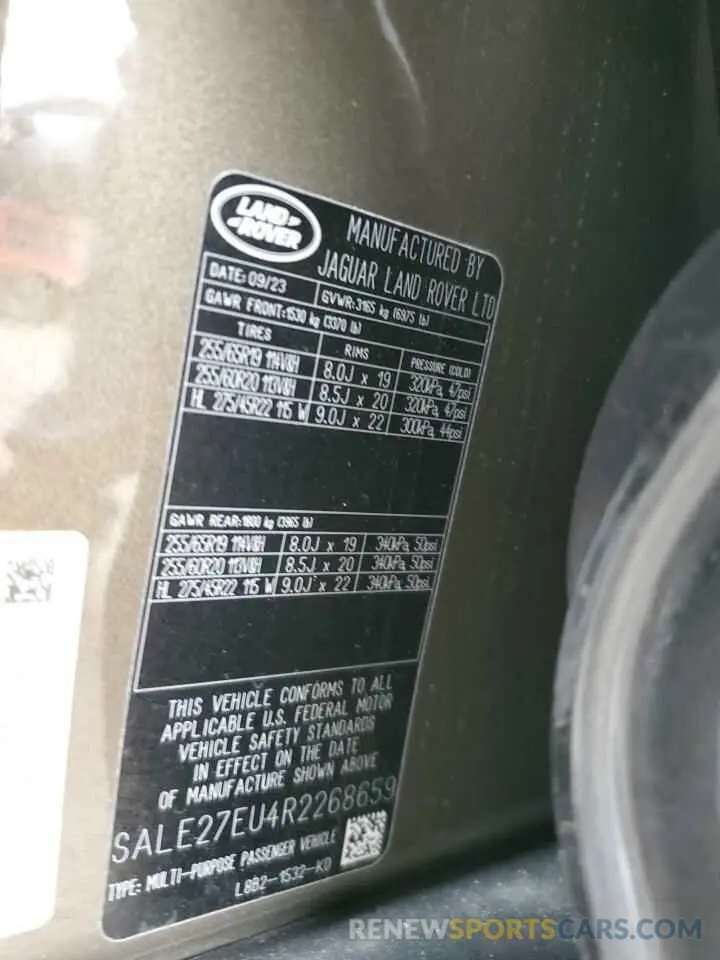 LAND
ROVER
MANUFACTURED BY
JAGUAR LAND ROVER LTD
DATE: 09/23 GVWR:3165 kg (6975 lb)
GAWR FRONT:1530 kg (3370 lb)
TIRES RIMS PRESSURE (COLD)
255/65R19 114V&H 8.0J x 19 320kPa, 47psi
255/60R20 113V&H 8.5J x 20 320kPa, 47psi
HL 275/45R22 115 W 9.0J x 22 300kPa, 44psi
GAWR REAR:1800 kg (3965 lb)
255/65R19 114V&H 8.0J x 19 340kPa, 50psi
255/60R20 113V&H 8.5J x 20 340kPa, 50psi
HL 275/45R22 115 W 9.0J x 22 340kPa, 50psi
THIS VEHICLE CONFORMS TO ALL
APPLICABLE U.S. FEDERAL MOTOR
VEHICLE SAFETY STANDARDS
IN EFFECT ON THE DATE
OF MANUFACTURE SHOWN ABOVE
SALE27EU4R2268659
TYPE: MULTI-PURPOSE PASSENGER VEHICLE
L8B2-1532-KD
RENEWSPORTSCARS.COM